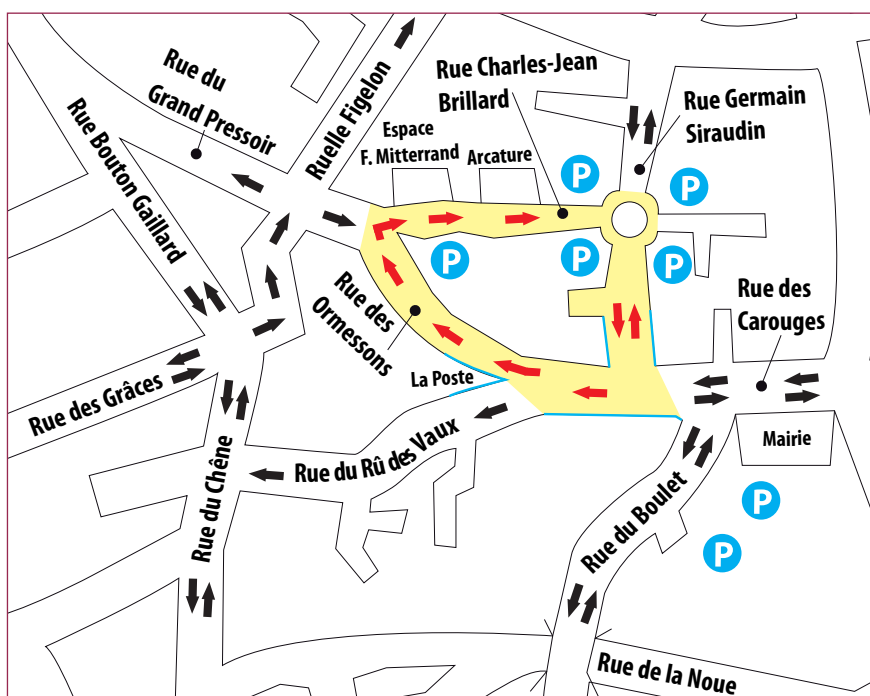 Rue du
Grand Pressoir
Rue Bouton Gaillard
Ruelle Figelon
Rue Charles-Jean
Brillard
Espace
F. Mitterrand
Arcature
Rue Germain
Siraudin
P
P
P
P
P
Rue des
Ormessons
Rue des
Carouges
La Poste
Rue des Grâces
Rue du Rû des Vaux
Mairie
Rue du Chêne
Rue du Boulet
P
P
Rue de la Noue